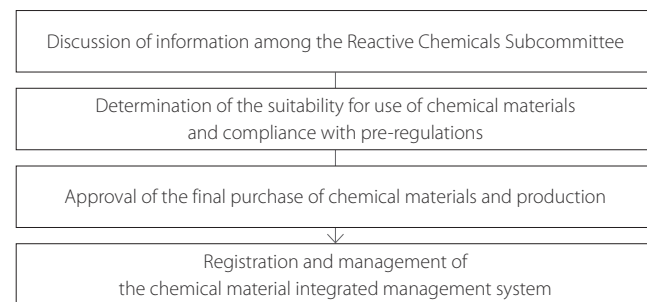 Discussion of information among the Reactive Chemicals Subcommittee
Determination of the suitability for use of chemical materials
and compliance with pre-regulations
Approval of the final purchase of chemical materials and production
Registration and management of
the chemical material integrated management system